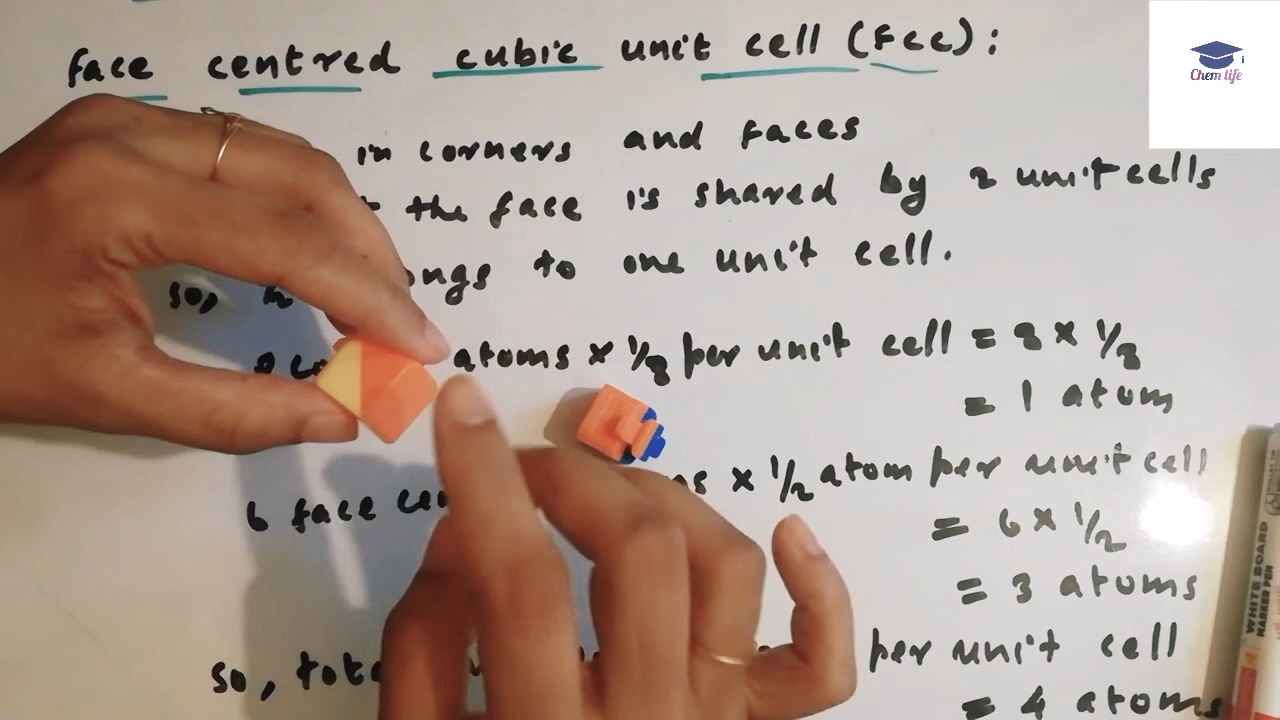 face centred cubic unit cell (Fcc):
Chem life
in corners and faces
the face is shared by 2 unit cells
to one unit cell.
so,
atoms × 1/8 per unit cell = 8 × 1/8
= 1 atom
6 face × 1/2 atom per unit cell
= 6 × 1/2
= 3 atoms
so, per unit cell
= 4 atoms
WHITE BOARD
MARKER PEN